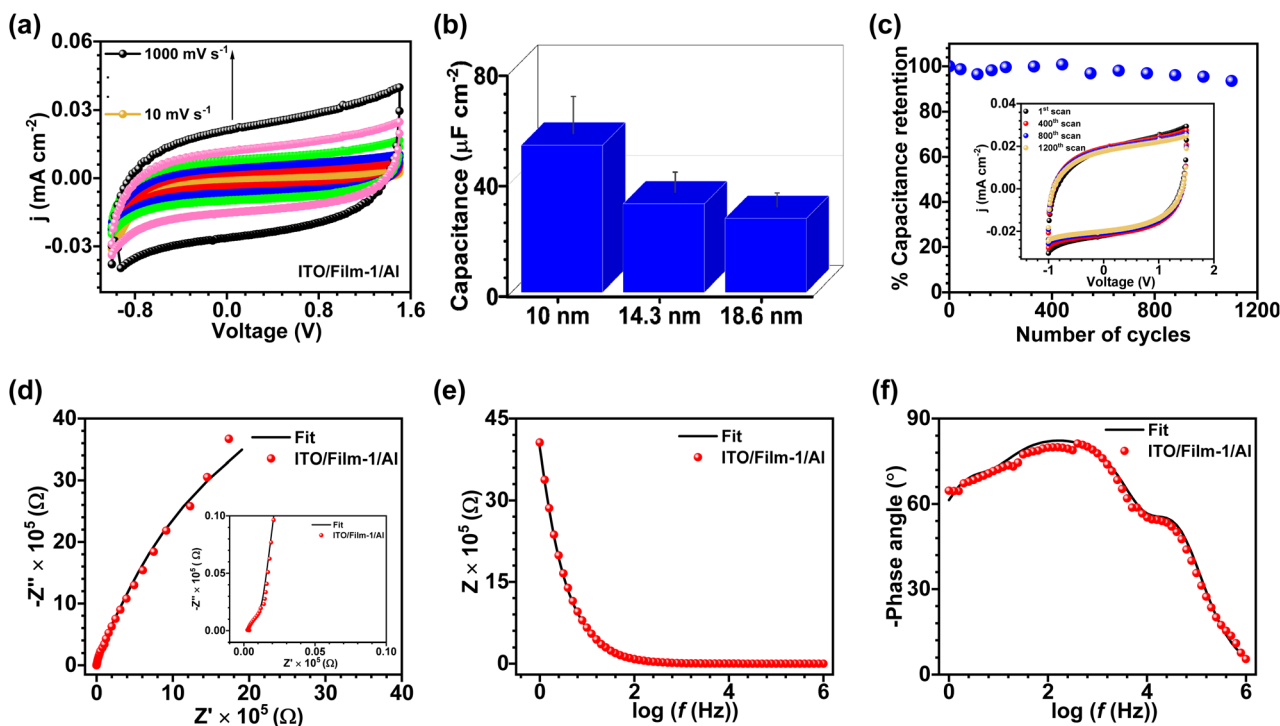 (a)
0.06
0.03
0.00
-0.03
j (mA cm⁻²)
1000 mV s⁻¹
10 mV s⁻¹
ITO/Film-1/Al
-0.8 0.0 0.8 1.6
Voltage (V)
(b)
80
40
0
Capacitance (µF cm⁻²)
10 nm 14.3 nm 18.6 nm
(c)
100
80
60
40
20
0
% Capacitance retention
0.04
0.02
0.00
-0.02
j (mA cm⁻²)
1ˢᵗ scan
400ᵗʰ scan
800ᵗʰ scan
1200ᵗʰ scan
-1 0 1 2
Voltage (V)
0 400 800 1200
Number of cycles
(d)
40
30
20
10
0
-Z'' × 10⁵ (Ω)
Fit
ITO/Film-1/Al
0.10
0.05
0.00
-Z'' × 10⁵ (Ω)
Fit
ITO/Film-1/Al
0.00 0.05 0.10
Z' × 10⁵ (Ω)
0 10 20 30 40
Z' × 10⁵ (Ω)
(e)
45
30
15
0
Z × 10⁵ (Ω)
Fit
ITO/Film-1/Al
0 2 4 6
log (f (Hz))
(f)
90
60
30
0
-Phase angle (°)
Fit
ITO/Film-1/Al
0 2 4 6
log (f (Hz))